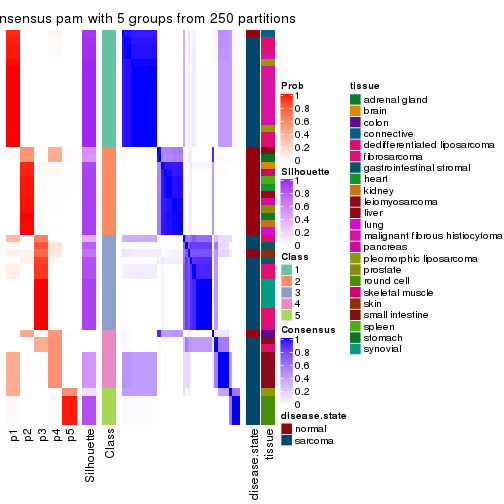 nsensus pam with 5 groups from 250 partitions
p1
p2
p3
p4
p5
Silhouette
Class
disease.state
tissue
Prob
1
0.8
0.6
0.4
0.2
0
Silhouette
1
0.8
0.6
0.4
0.2
0
Class
1
2
3
4
5
Consensus
1
0.8
0.6
0.4
0.2
0
disease.state
normal
sarcoma
tissue
adrenal gland
brain
colon
connective
dedifferentiated liposarcoma
fibrosarcoma
gastrointestinal stromal
heart
kidney
leiomyosarcoma
liver
lung
malignant fibrous histiocytoma
pancreas
pleomorphic liposarcoma
prostate
round cell
skeletal muscle
skin
small intestine
spleen
stomach
synovial